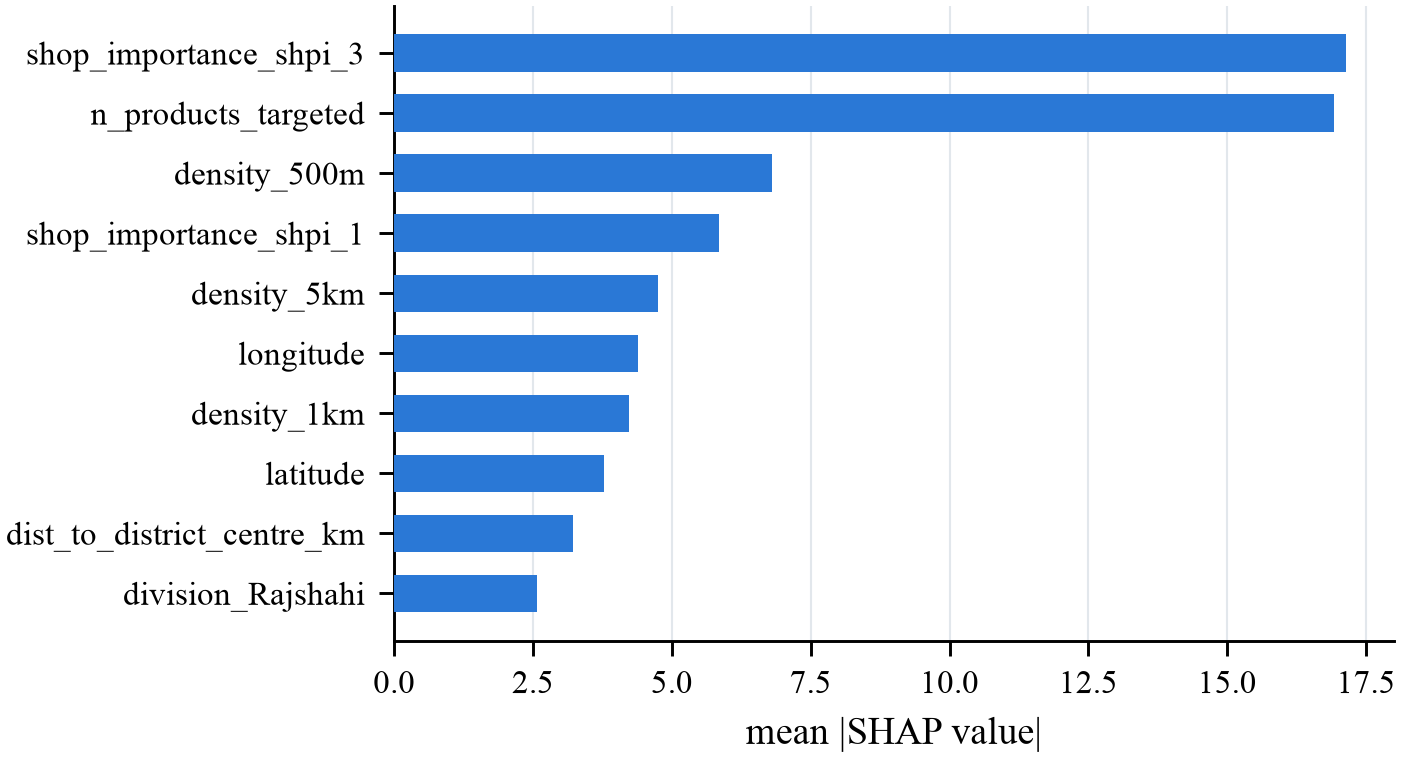 shop_importance_shpi_3
n_products_targeted
density_500m
shop_importance_shpi_1
density_5km
longitude
density_1km
latitude
dist_to_district_centre_km
division_Rajshahi
0.0 2.5 5.0 7.5 10.0 12.5 15.0 17.5
mean |SHAP value|